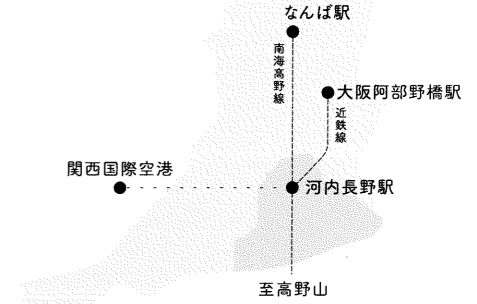 なんば駅
南海高野線
大阪阿部野橋駅
近鉄線
関西国際空港
河内長野駅
至高野山